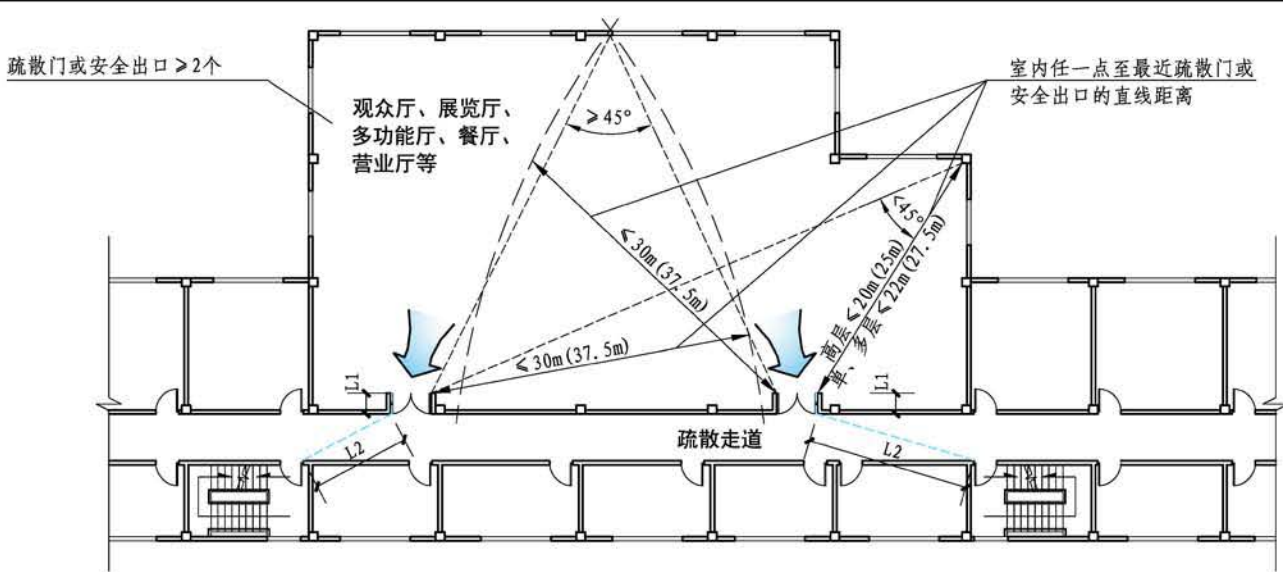 疏散门或安全出口≥2个
观众厅、展览厅、
多功能厅、餐厅、
营业厅等
≥45°
室内任一点至最近疏散门或
安全出口的直线距离
<45°
≤30m(37.5m)
≤30m(37.5m)
高层≤20m(25m)
单、多层≤22m(27.5m)
L1
L1
疏散走道
L2
L2